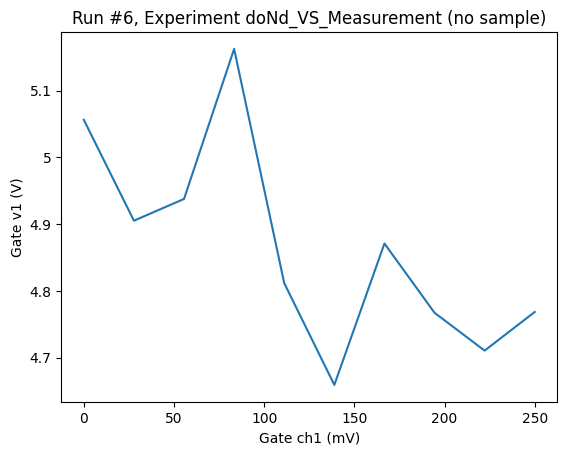 Run #6, Experiment doNd_VS_Measurement (no sample)
Gate v1 (V)
5.1
5
4.9
4.8
4.7
0 50 100 150 200 250
Gate ch1 (mV)